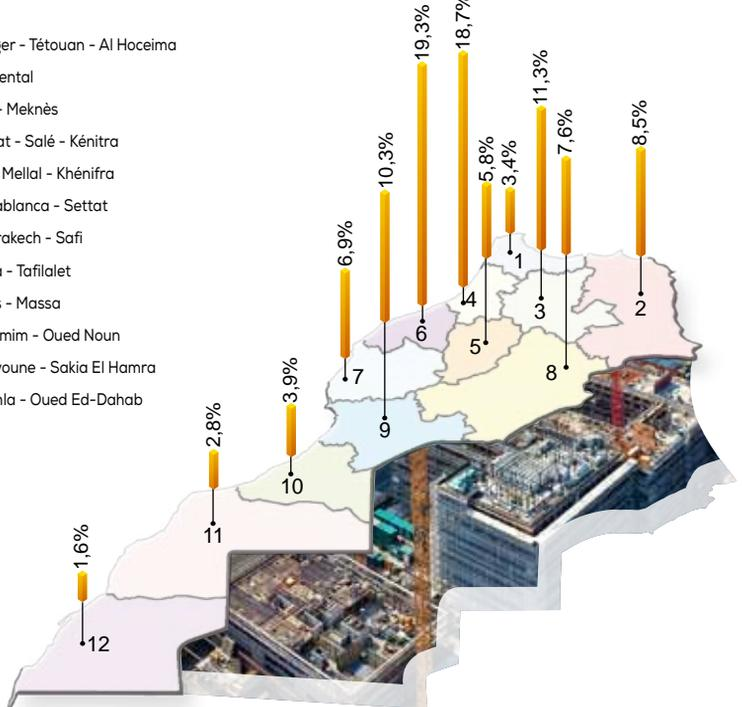 ger - Tétouan - Al Hoceima
ental
- Meknès
at - Salé - Kénitra
Mellal - Khénifra
ablanca - Settat
rakech - Safi
a - Tafilalet
s - Massa
mim - Oued Noun
youne - Sakia El Hamra
hla - Oued Ed-Dahab
19,3%
18,7%
11,3%
7,6%
8,5%
10,3%
5,8%
3,4%
6,9%
3,9%
2,8%
1,6%
1
2
3
4
5
6
7
8
9
10
11
12